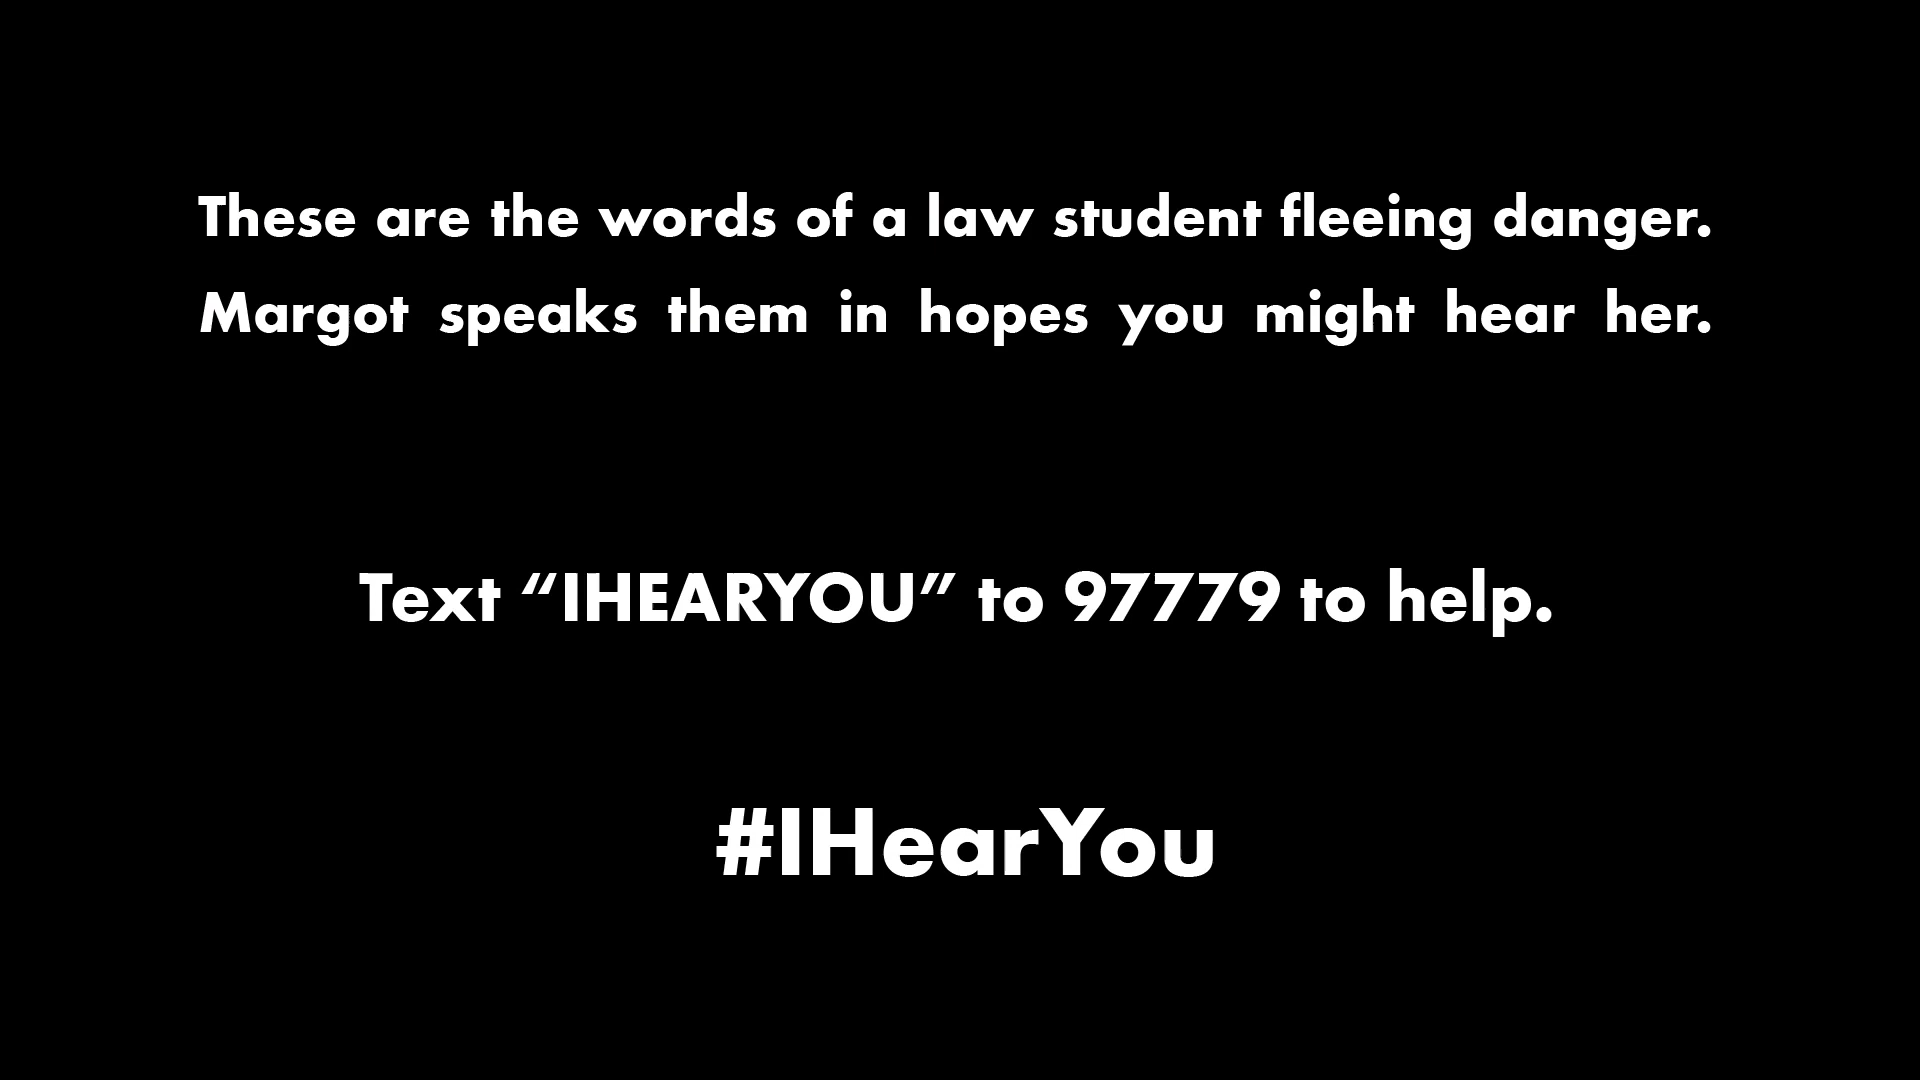 These are the words of a law student fleeing danger.
Margot speaks them in hopes you might hear her.
Text “IHEARYOU” to 97779 to help.
#IHearYou